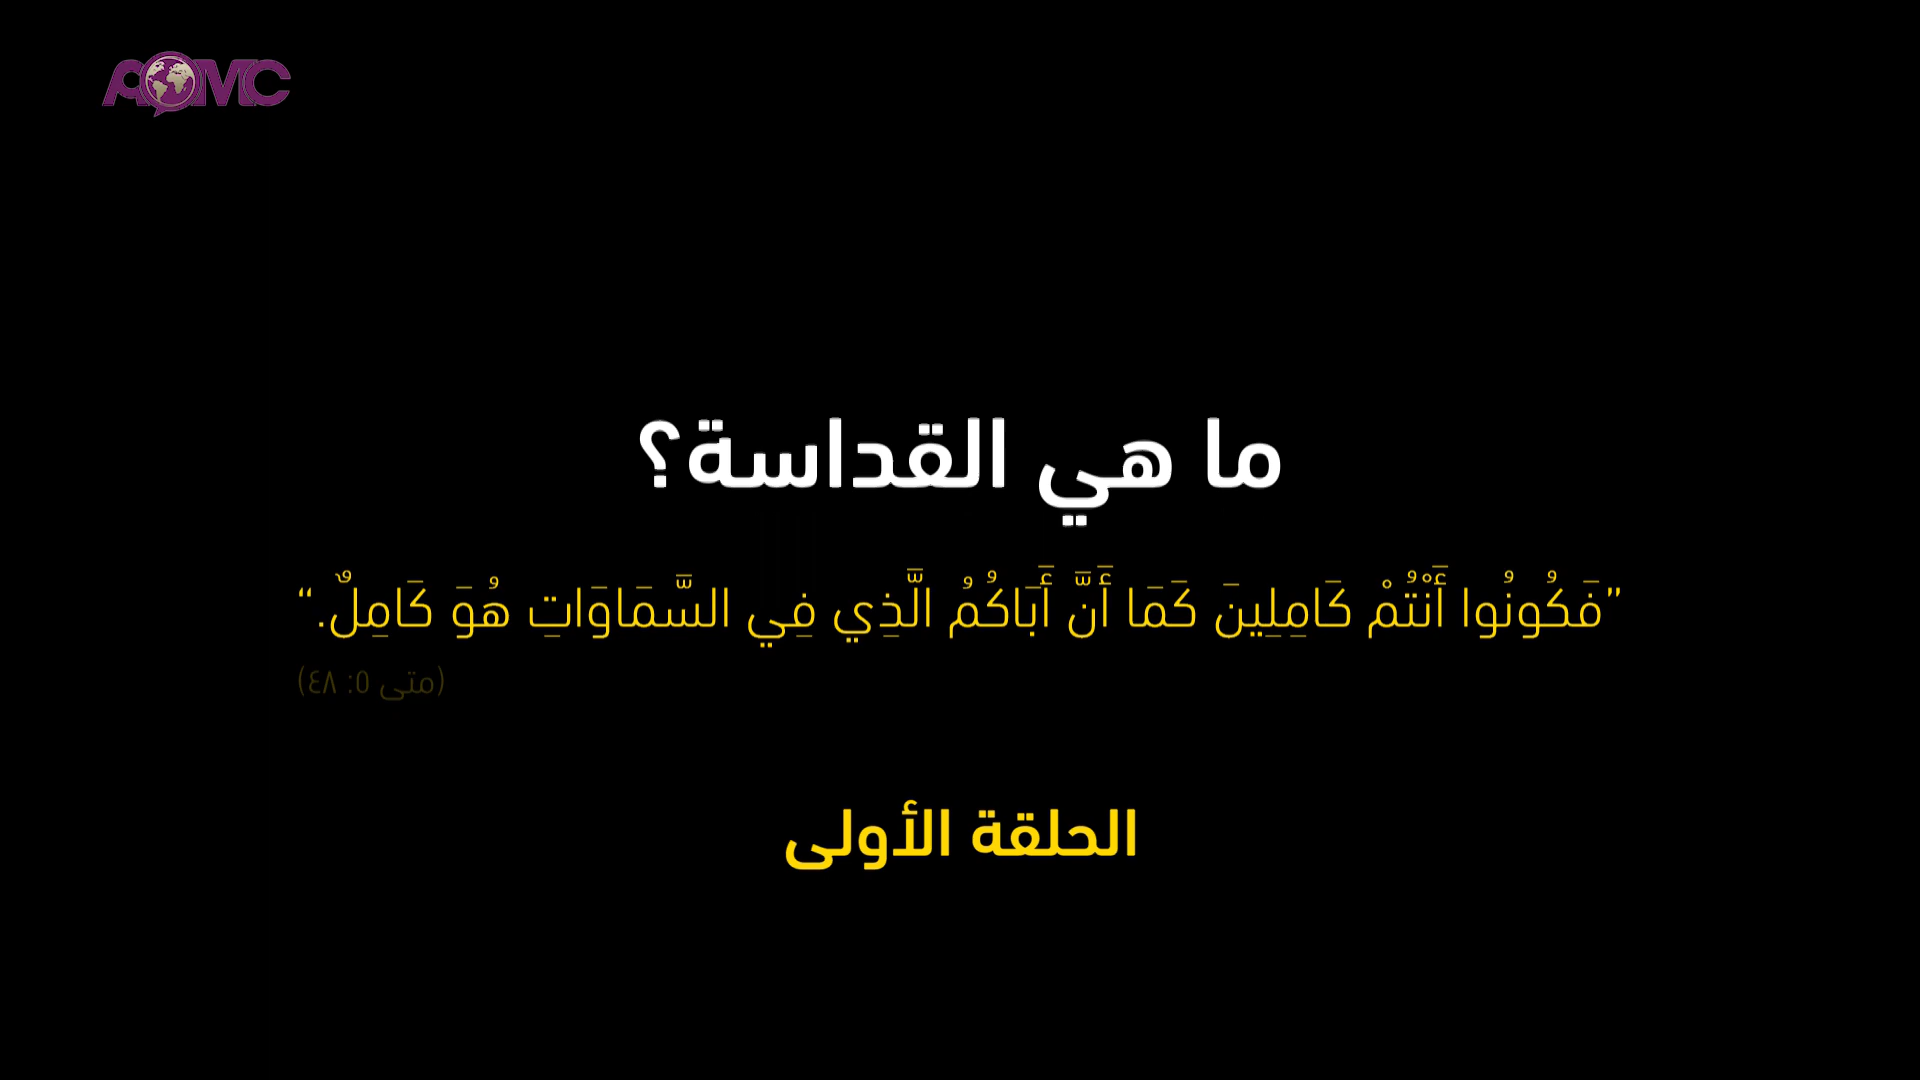 AOMC
ما هي القداسة؟
”فَكُونُوا أَنْتُمْ كَامِلِينَ كَمَا أَنَّ أَبَاكُمُ الَّذِي فِي السَّمَاوَاتِ هُوَ كَامِلٌ.“
(متى ٥: ٤٨)
الحلقة الأولى